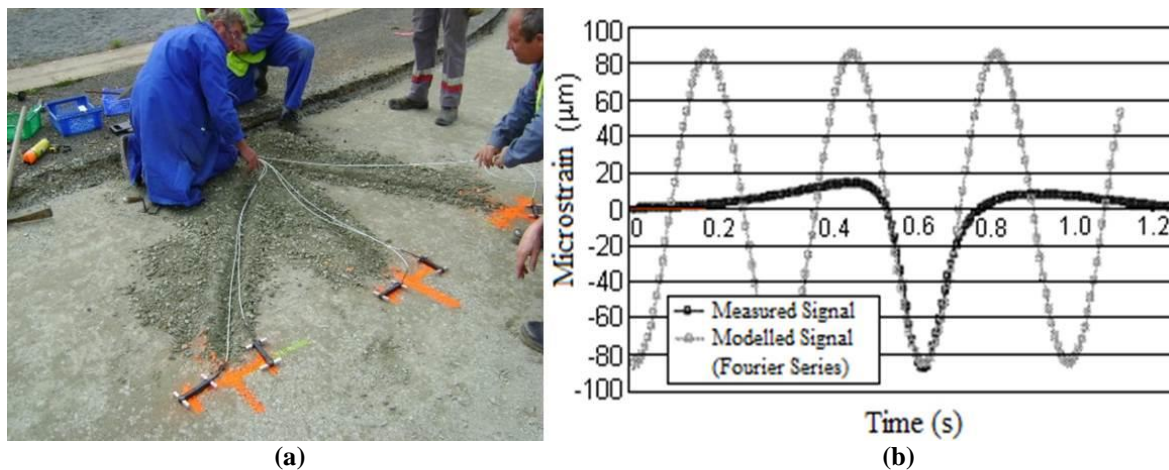 100
80
60
40
20
0
-20
-40
-60
-80
-100
Microstrain (µm)
0.2
0.4
0.6
0.8
1.0
1.2
Measured Signal
Modelled Signal
(Fourier Series)
Time (s)
(a)
(b)